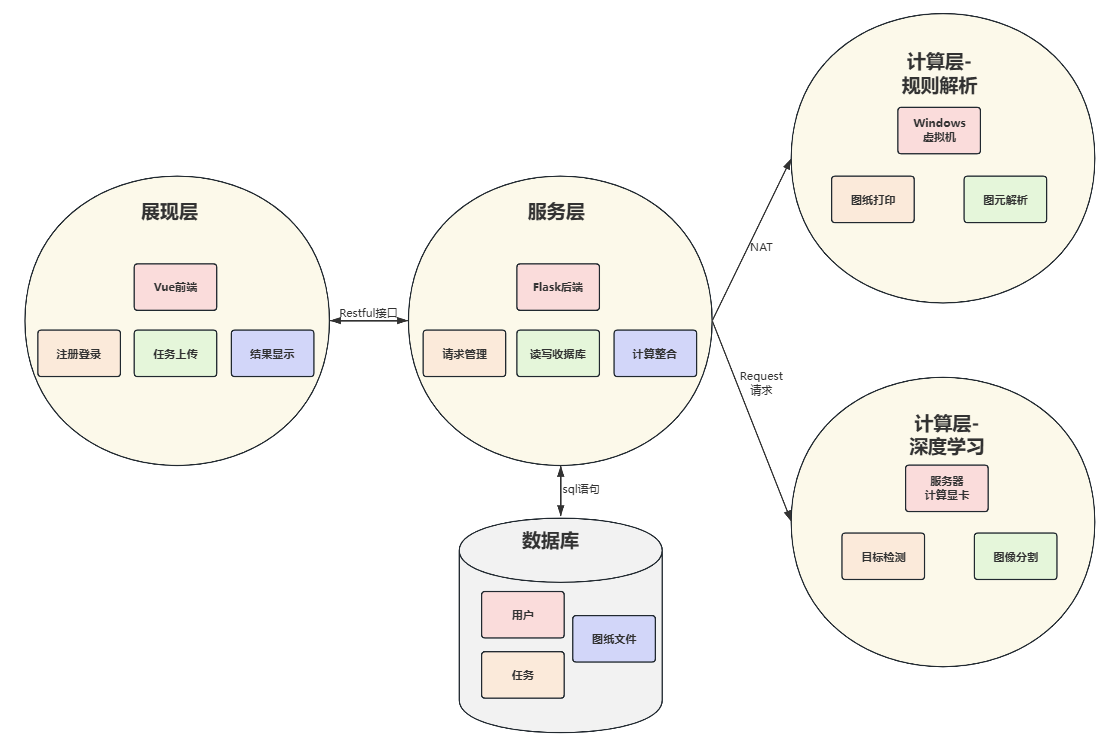 展现层
Vue前端
注册登录
任务上传
结果显示
Restful接口
服务层
Flask后端
请求管理
读写收据库
计算整合
sql语句
数据库
用户
图纸文件
任务
NAT
Request
请求
计算层-
规则解析
Windows
虚拟机
图纸打印
图元解析
计算层-
深度学习
服务器
计算显卡
目标检测
图像分割